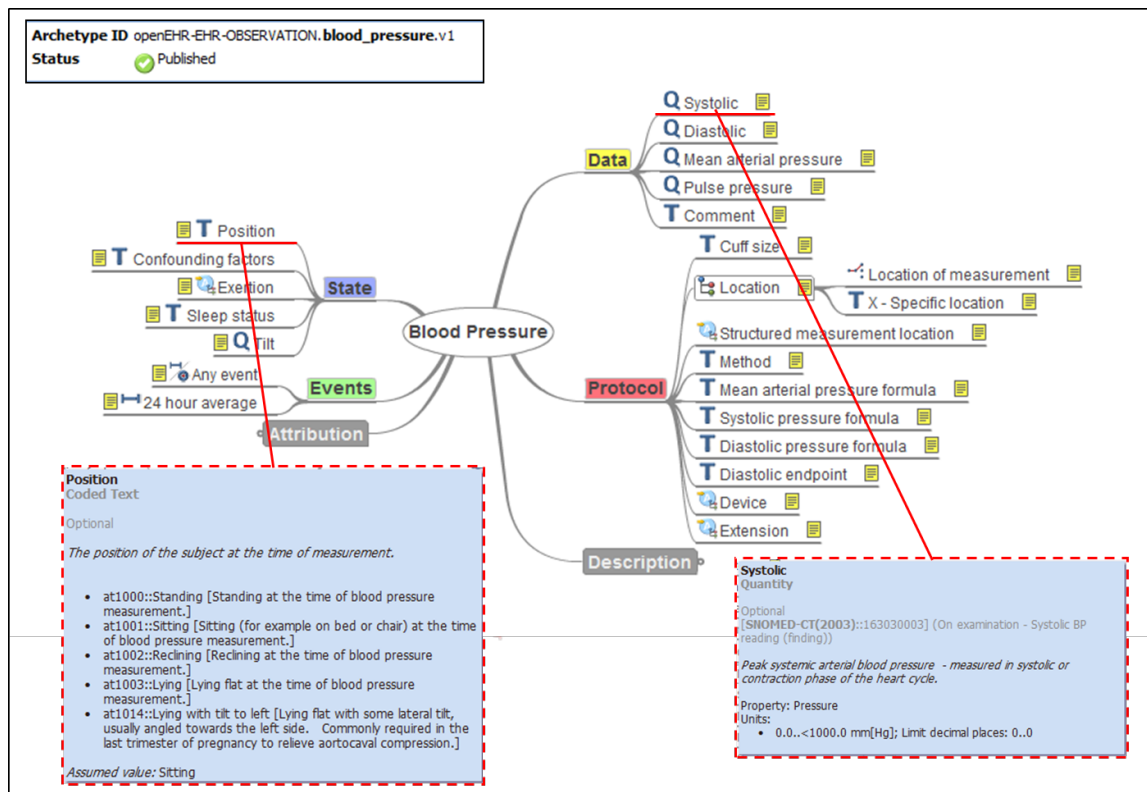 Archetype ID openEHR-EHR-OBSERVATION.blood_pressure.v1
Status Published
Blood Pressure
Data
Q Systolic
Q Diastolic
Q Mean arterial pressure
Q Pulse pressure
T Comment
State
T Position
T Confounding factors
Exertion
T Sleep status
Q Tilt
Events
Any event
24 hour average
Attribution
Protocol
T Cuff size
Location
Location of measurement
T X - Specific location
Structured measurement location
T Method
T Mean arterial pressure formula
T Systolic pressure formula
T Diastolic pressure formula
T Diastolic endpoint
Device
Extension
Description
Position
Coded Text
Optional
The position of the subject at the time of measurement.
• at1000::Standing [Standing at the time of blood pressure
measurement.]
• at1001::Sitting [Sitting (for example on bed or chair) at the time
of blood pressure measurement.]
• at1002::Reclining [Reclining at the time of blood pressure
measurement.]
• at1003::Lying [Lying flat at the time of blood pressure
measurement.]
• at1014::Lying with tilt to left [Lying flat with some lateral tilt,
usually angled towards the left side. Commonly required in the
last trimester of pregnancy to relieve aortocaval compression.]
Assumed value: Sitting
Systolic
Quantity
Optional
[SNOMED-CT(2003)::163030003] (On examination - Systolic BP
reading (finding))
Peak systemic arterial blood pressure - measured in systolic or
contraction phase of the heart cycle.
Property: Pressure
Units:
• 0.0..<1000.0 mm[Hg]; Limit decimal places: 0..0